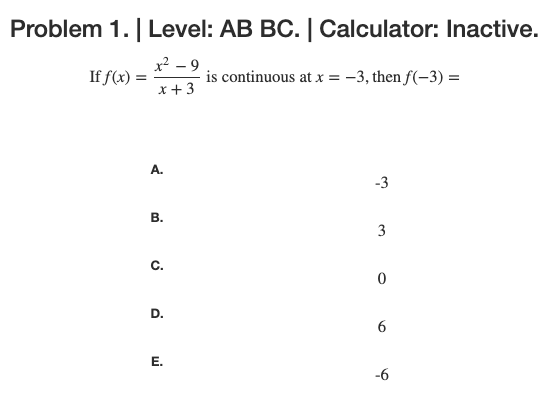 Problem 1. | Level: AB BC. | Calculator: Inactive.
If f(x) = \frac{x² − 9}{x + 3} is continuous at x = −3, then f(−3) =
A. -3
B. 3
C. 0
D. 6
E. -6